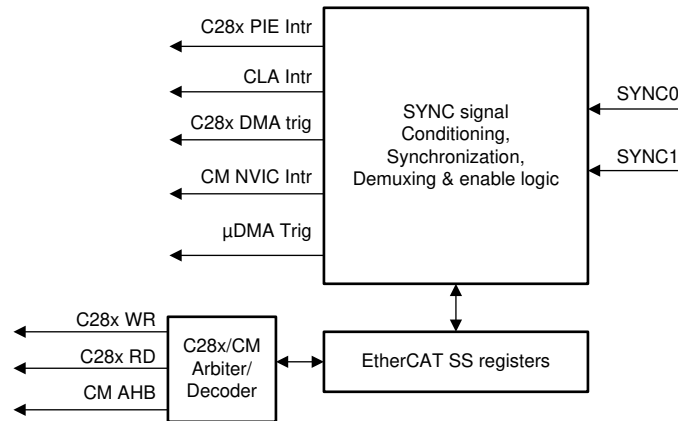 C28x PIE Intr
CLA Intr
C28x DMA trig
CM NVIC Intr
µDMA Trig
SYNC signal
Conditioning,
Synchronization,
Demuxing & enable logic
SYNC0
SYNC1
C28x WR
C28x RD
CM AHB
C28x/CM
Arbiter/
Decoder
EtherCAT SS registers